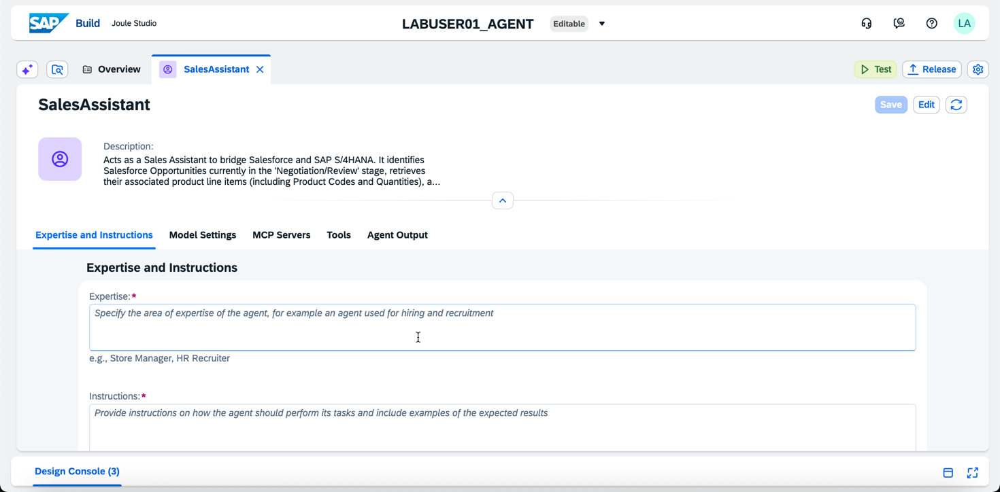 SAP Build Joule Studio LABUSER01_AGENT Editable LA
Overview SalesAssistant Test Release
SalesAssistant Save Edit
Description:
Acts as a Sales Assistant to bridge Salesforce and SAP S/4HANA. It identifies
Salesforce Opportunities currently in the 'Negotiation/Review' stage, retrieves
their associated product line items (including Product Codes and Quantities), a...
Expertise and Instructions Model Settings MCP Servers Tools Agent Output
Expertise and Instructions
Expertise:*
Specify the area of expertise of the agent, for example an agent used for hiring and recruitment
e.g., Store Manager, HR Recruiter
Instructions:*
Provide instructions on how the agent should perform its tasks and include examples of the expected results
Design Console (3)